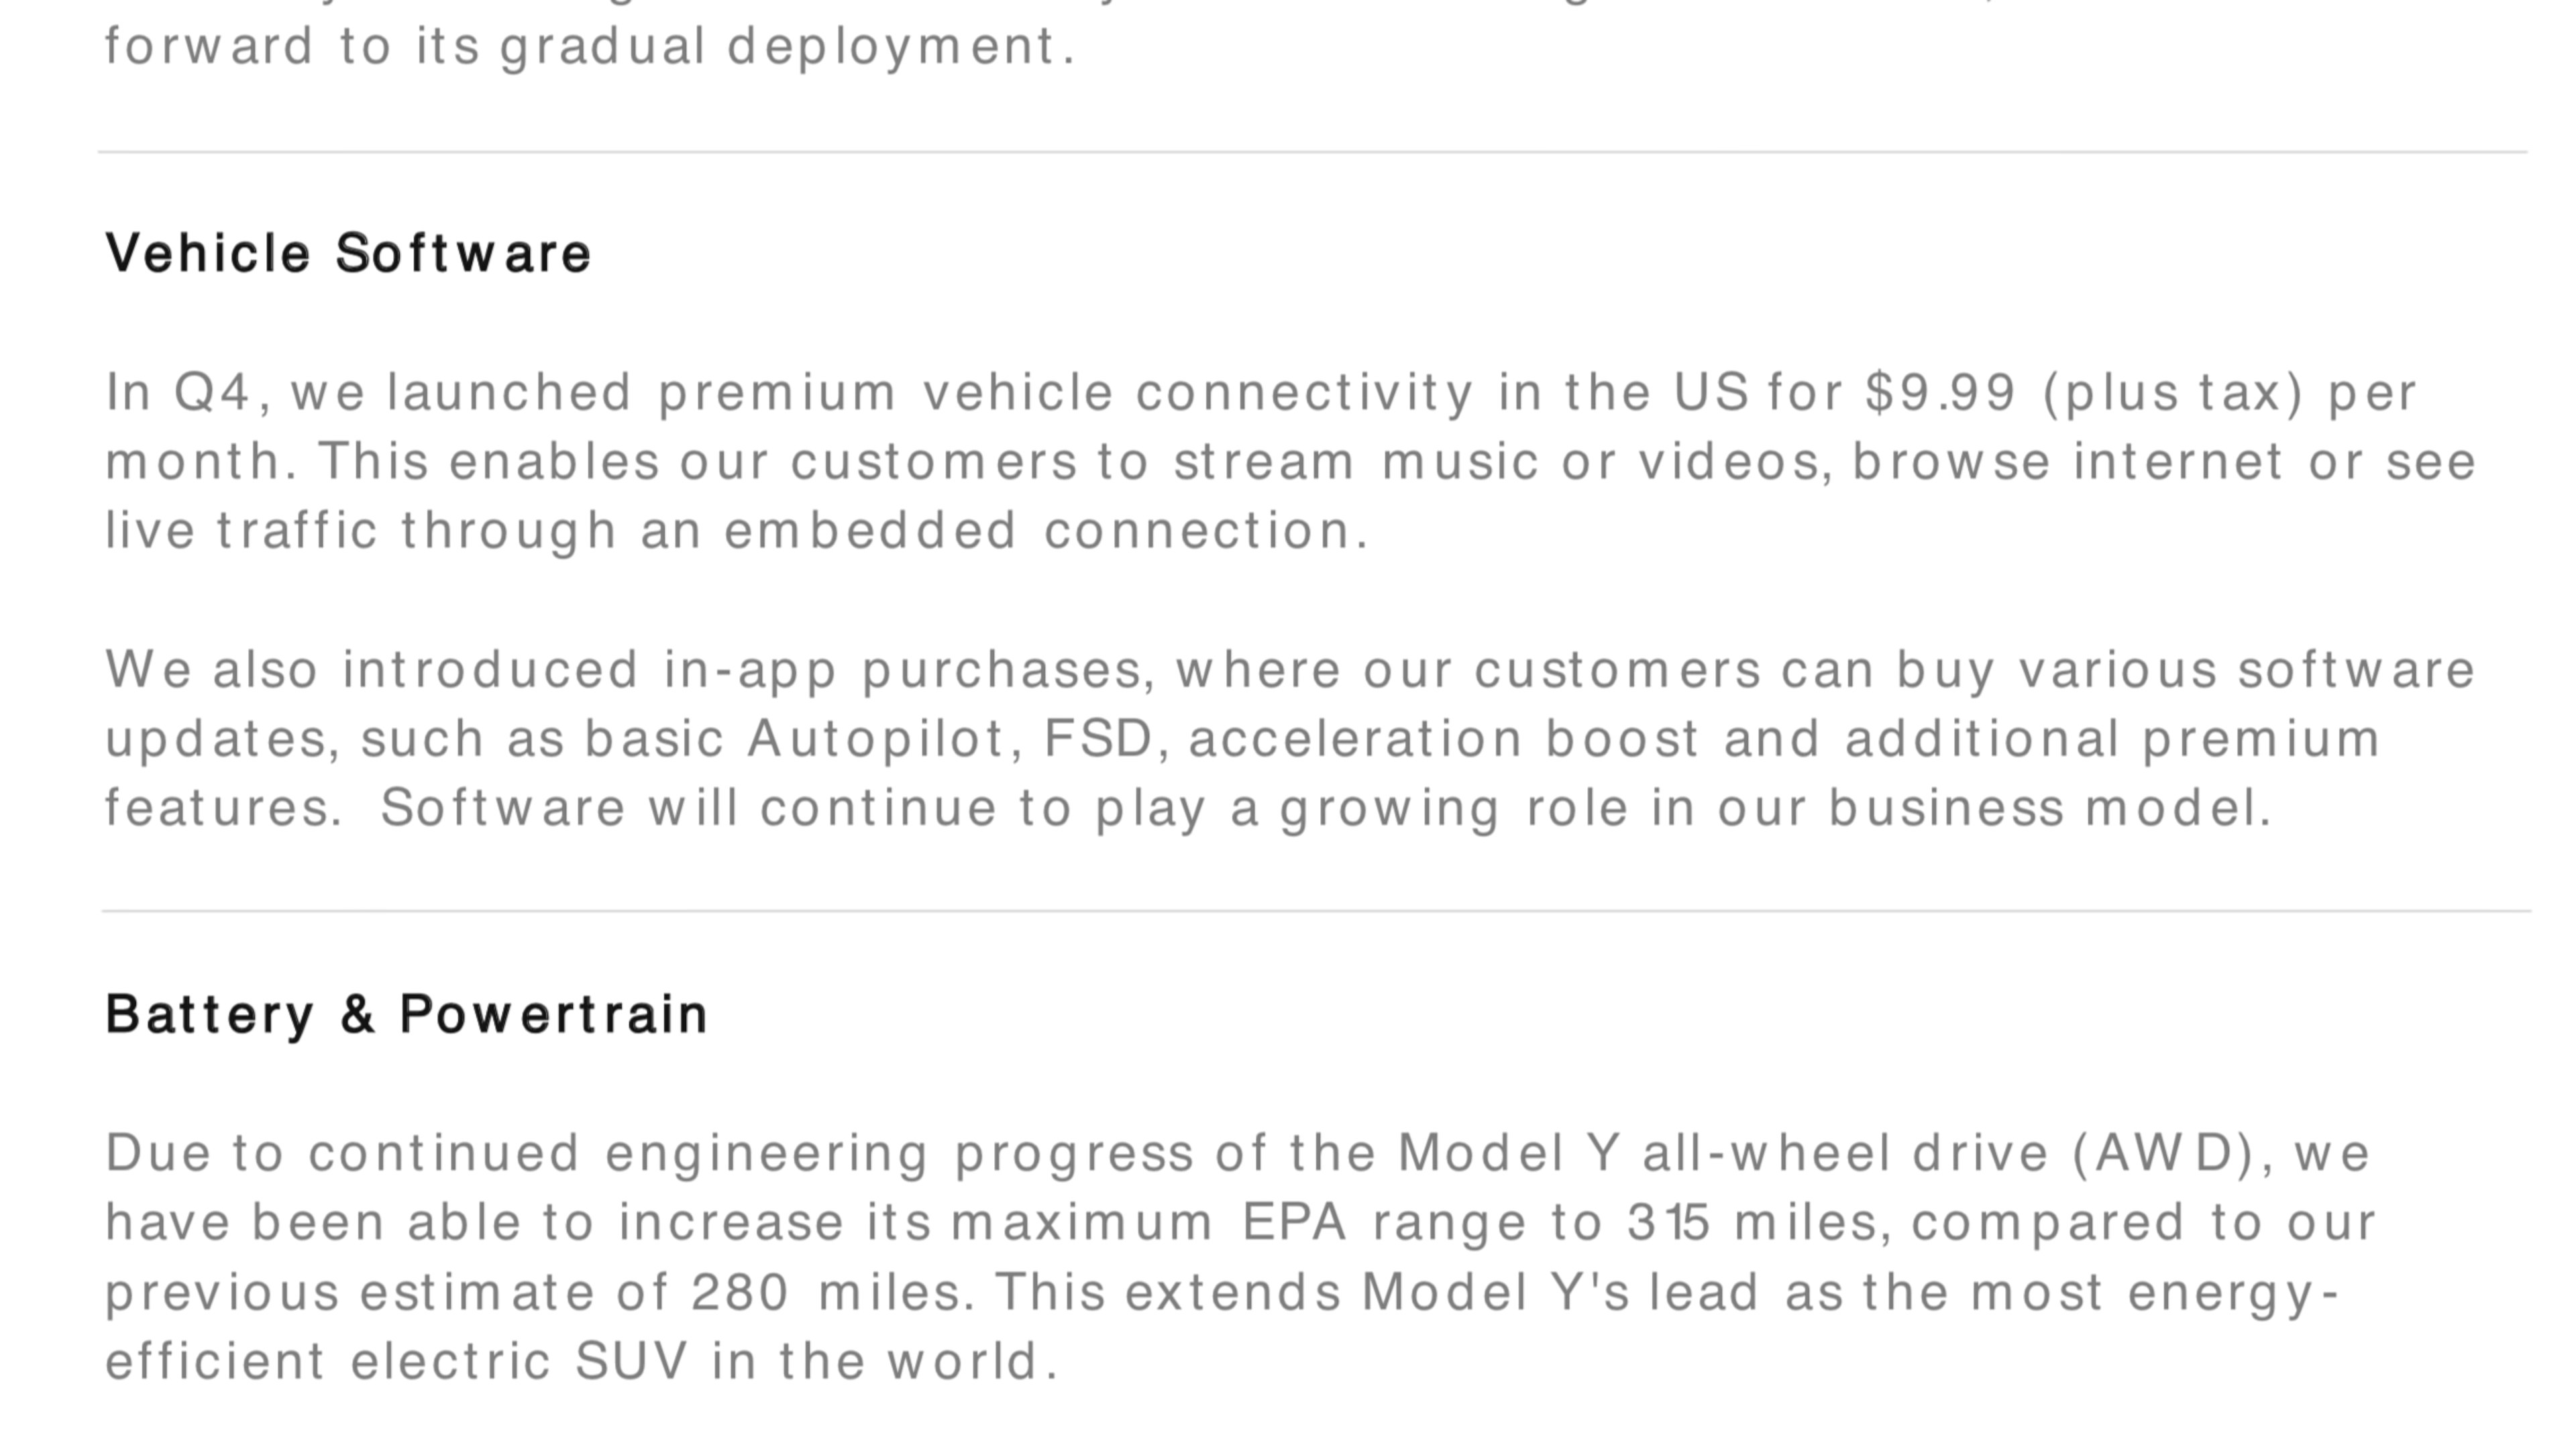 forward to its gradual deployment.
Vehicle Software
In Q4, we launched premium vehicle connectivity in the US for $9.99 (plus tax) per
month. This enables our customers to stream music or videos, browse internet or see
live traffic through an embedded connection.
We also introduced in-app purchases, where our customers can buy various software
updates, such as basic Autopilot, FSD, acceleration boost and additional premium
features.  Software will continue to play a growing role in our business model.
Battery & Powertrain
Due to continued engineering progress of the Model Y all-wheel drive (AWD), we
have been able to increase its maximum EPA range to 315 miles, compared to our
previous estimate of 280 miles. This extends Model Y's lead as the most energy-
efficient electric SUV in the world.